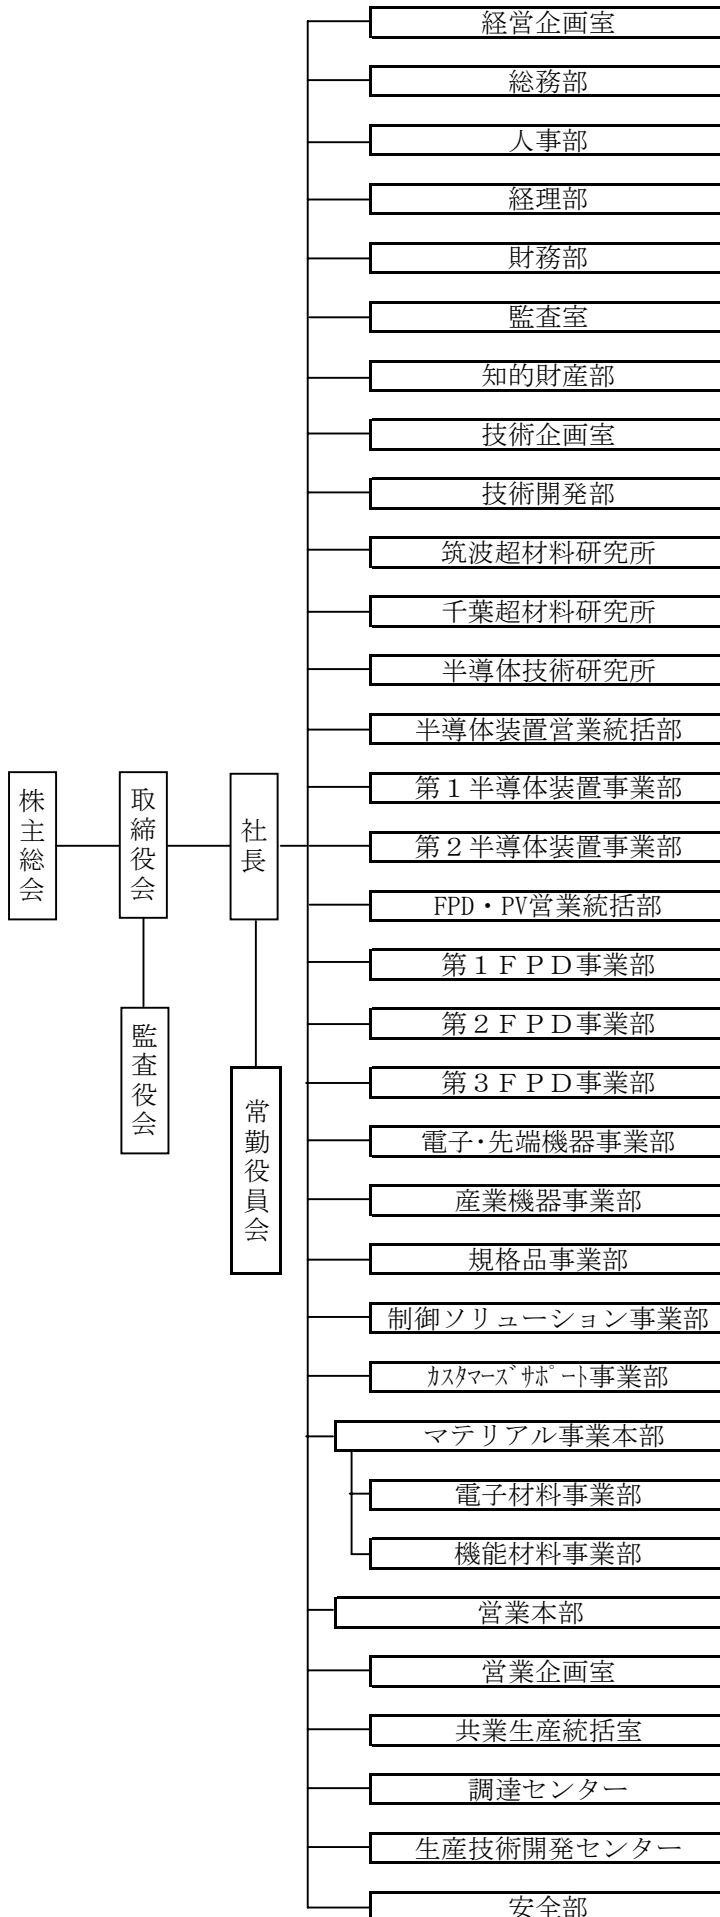 株主総会
取締役会
監査役会
社長
常勤役員会
経営企画室
総務部
人事部
経理部
財務部
監査室
知的財産部
技術企画室
技術開発部
筑波超材料研究所
千葉超材料研究所
半導体技術研究所
半導体装置営業統括部
第１半導体装置事業部
第２半導体装置事業部
FPD・PV営業統括部
第１ＦＰＤ事業部
第２ＦＰＤ事業部
第３ＦＰＤ事業部
電子・先端機器事業部
産業機器事業部
規格品事業部
制御ソリューション事業部
ｶｽﾀﾏｰｽﾞｻﾎﾟｰﾄ事業部
マテリアル事業本部
電子材料事業部
機能材料事業部
営業本部
営業企画室
共業生産統括室
調達センター
生産技術開発センター
安全部